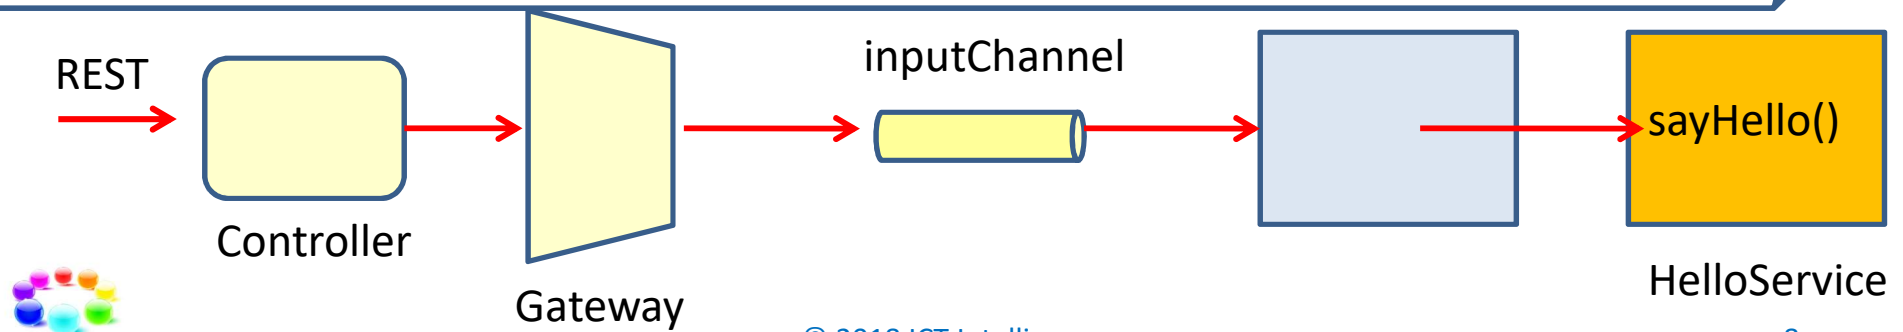 REST
inputChannel
sayHello()
Controller
HelloService
Gateway